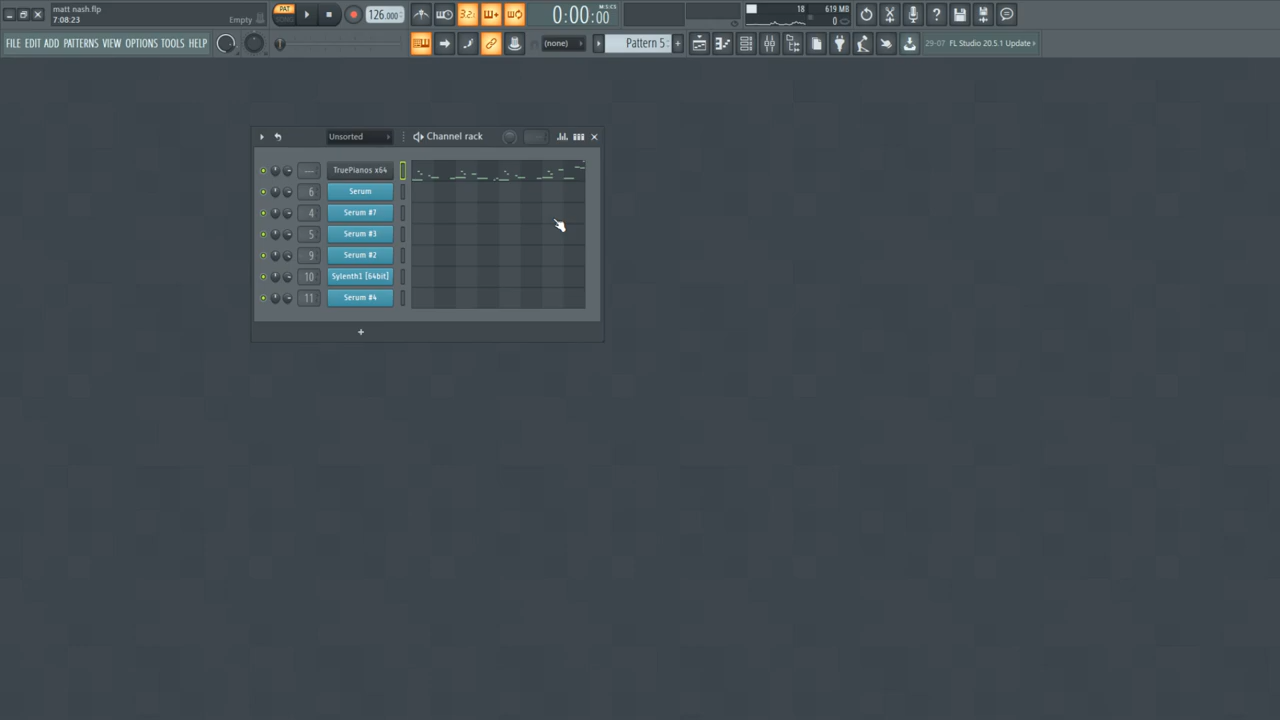 matt nash.flp
7:08:23
Empty
PAT
SONG
126.000
3.2.
0:00:00
M:S:CS
18
619 MB
0
FILE EDIT ADD PATTERNS VIEW OPTIONS TOOLS HELP
(none)
Pattern 5
+
29-07 FL Studio 20.5.1 Update
Unsorted
Channel rack
--- TruePianos x64
6 Serum
4 Serum #7
5 Serum #3
9 Serum #2
10 Sylenth1 [64bit]
11 Serum #4
+